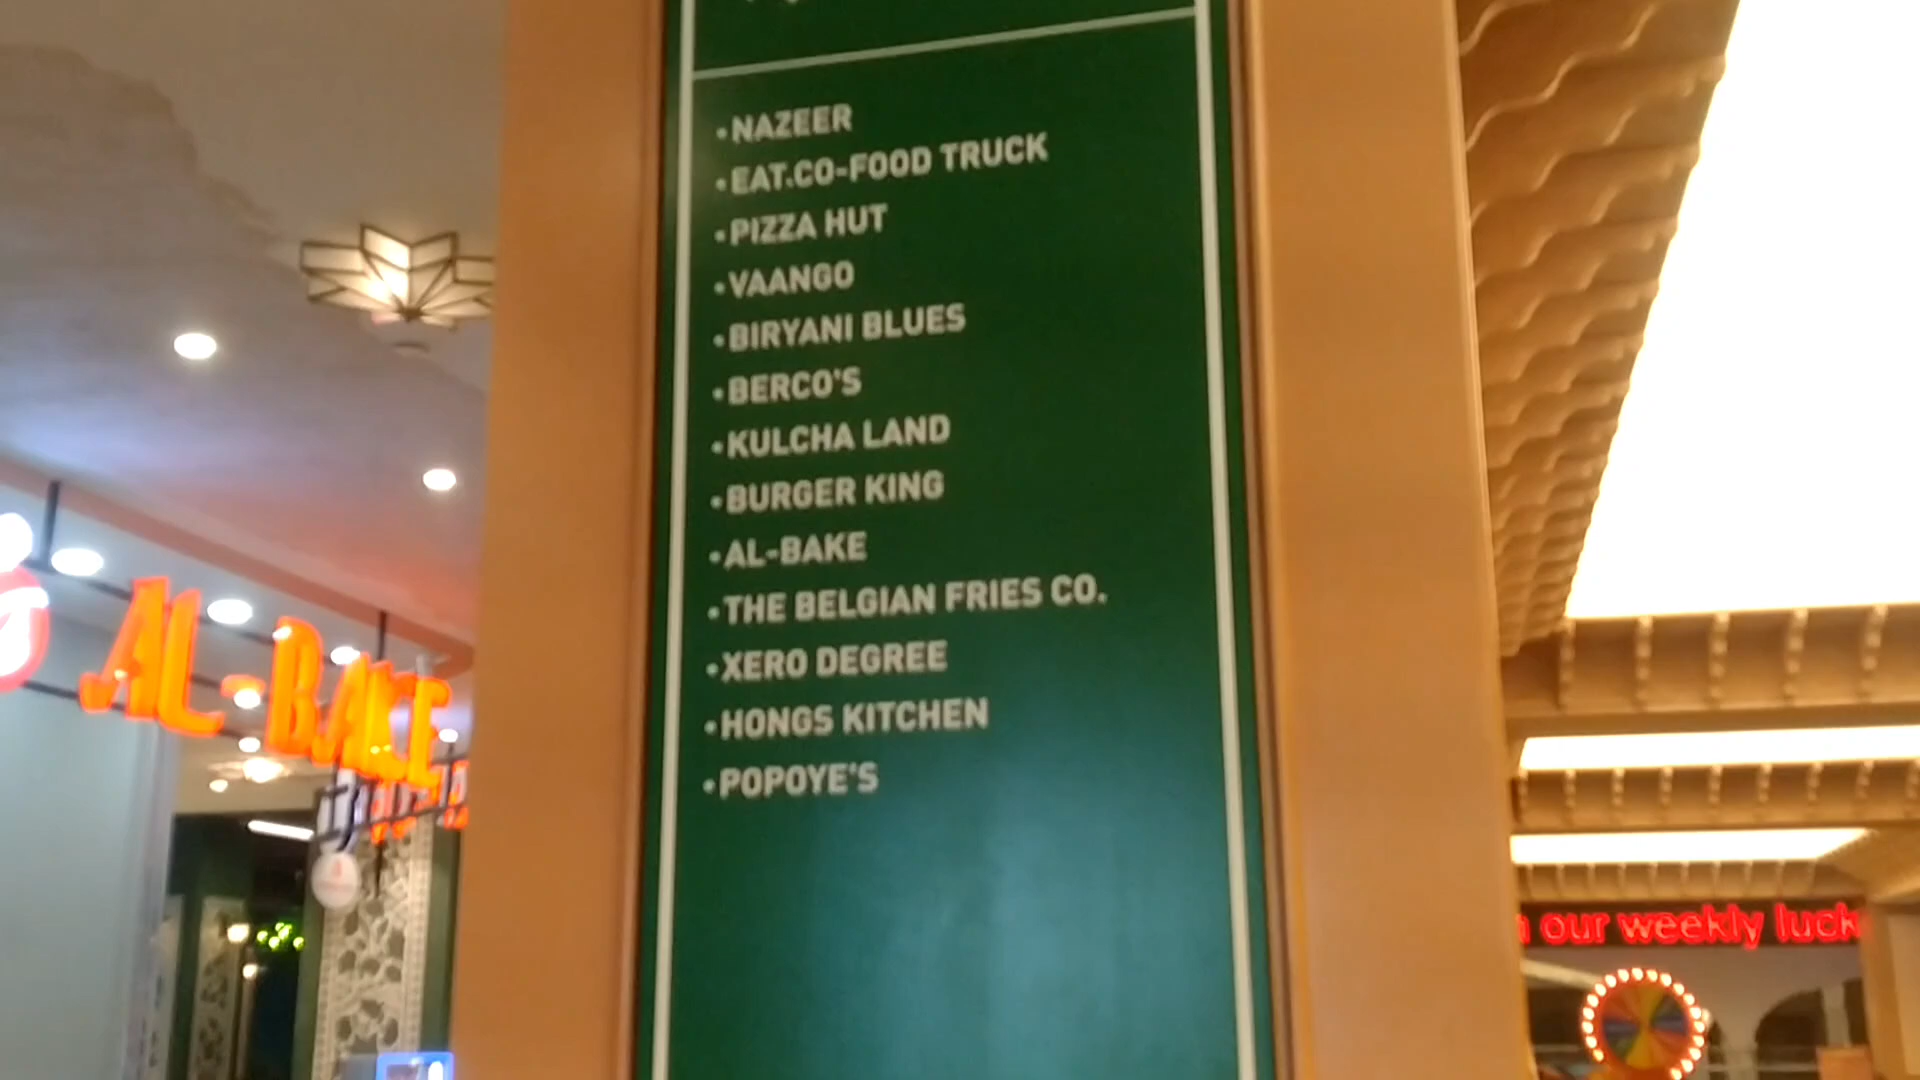 •NAZEER
•EAT.CO-FOOD TRUCK
•PIZZA HUT
•VAANGO
•BIRYANI BLUES
•BERCO'S
•KULCHA LAND
•BURGER KING
•AL-BAKE
•THE BELGIAN FRIES CO.
•XERO DEGREE
•HONGS KITCHEN
•POPOYE'S
AL-BAKE
our weekly